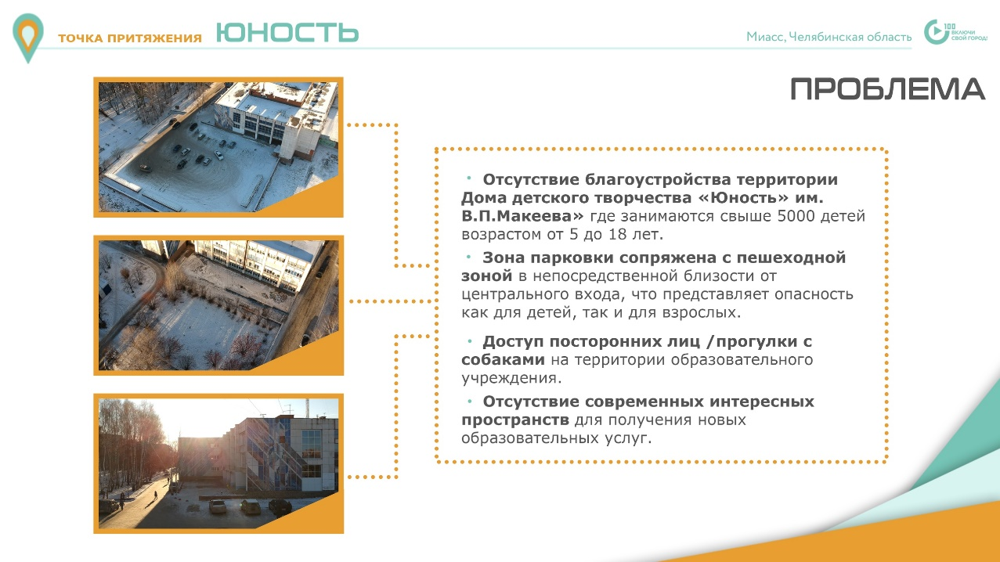 ТОЧКА ПРИТЯЖЕНИЯ ЮНОСТЬ
Миасс, Челябинская область
100
ВКЛЮЧИ
СВОЙ ГОРОД!
ПРОБЛЕМА
• Отсутствие благоустройства территории
Дома детского творчества «Юность» им.
В.П.Макеева» где занимаются свыше 5000 детей
возрастом от 5 до 18 лет.
• Зона парковки сопряжена с пешеходной
зоной в непосредственной близости от
центрального входа, что представляет опасность
как для детей, так и для взрослых.
• Доступ посторонних лиц /прогулки с
собаками на территории образовательного
учреждения.
• Отсутствие современных интересных
пространств для получения новых
образовательных услуг.